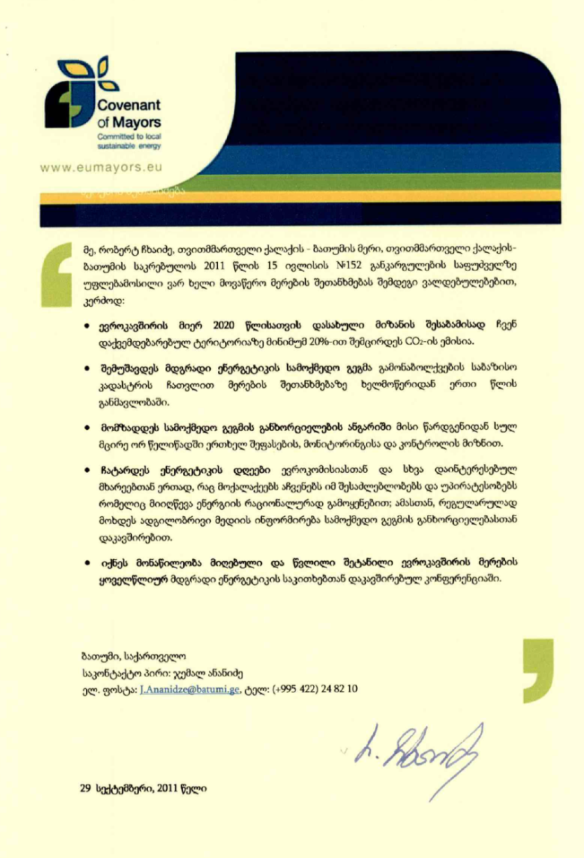 Covenant
of Mayors
Committed to local
sustainable energy
www.eumayors.eu
მე, რობერტ ჩხაიძე, თვითმმართველი ქალაქის - ბათუმის მერი, თვითმმართველი ქალაქის-
ბათუმის საკრებულოს 2011 წლის 15 ივლისის №152 განკარგულების საფუძველზე
უფლებამოსილი ვარ ხელი მოვაწერო მერების შეთანხმებას შემდეგი ვალდებულებებით,
კერძოდ:
• ევროკავშირის მიერ 2020 წლისათვის დასახული მიზანის შესაბამისად ჩვენ
დაქვემდებარებულ ტერიტორიაზე მინიმუმ 20%-ით შემცირდეს CO2-ის ემისია.
• შემუშავდეს მდგრადი ენერგეტიკის სამოქმედო გეგმა გამონაბოლქვების საბაზისო
კადასტრის ჩათვლით მერების შეთანხმებაზე ხელმოწერიდან ერთი წლის
განმავლობაში.
• მომზადდეს სამოქმედო გეგმის განხორციელების ანგარიში მისი წარდგენიდან სულ
მცირე ორ წელიწადში ერთხელ შეფასების, მონიტორინგისა და კონტროლის მიზნით.
• ჩატარდეს ენერგეტიკის დღეები ევროკომისიასთან და სხვა დაინტერესებულ
მხარეებთან ერთად, რაც მოქალაქეებს აჩვენებს იმ შესაძლებლობებს და უპირატესობებს
რომელიც მიიღწევა ენერგიის რაციონალურად გამოყენებით; ამასთან, რეგულარულად
მოხდეს ადგილობრივი მედიის ინფორმირება სამოქმედო გეგმის განხორციელებასთან
დაკავშირებით.
• იქნეს მონაწილეობა მიღებული და წვლილი შეტანილი ევროკავშირის მერების
ყოველწლიურ მდგრადი ენერგეტიკის საკითხებთან დაკავშირებულ კონფერენციაში.
ბათუმი, საქართველო
საკონტაქტო პირი: ჯემალ ანანიძე
ელ. ფოსტა: J.Ananidze@batumi.ge, ტელ: (+995 422) 24 82 10
29 სექტემბერი, 2011 წელი